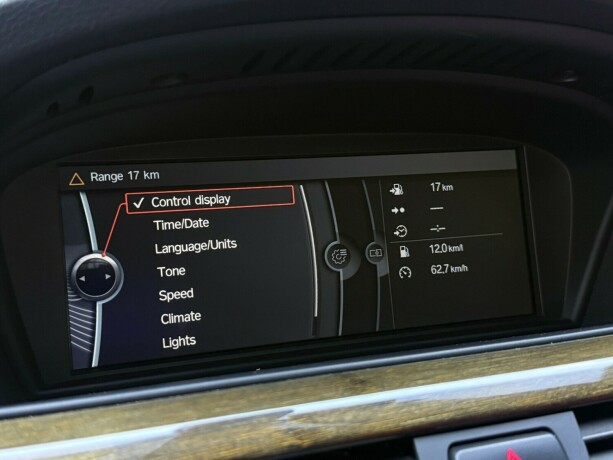 Range 17 km
Control display
Time/Date
Language/Units
Tone
Speed
Climate
Lights
17 km
---
-:-
12.0 km/l
62.7 km/h